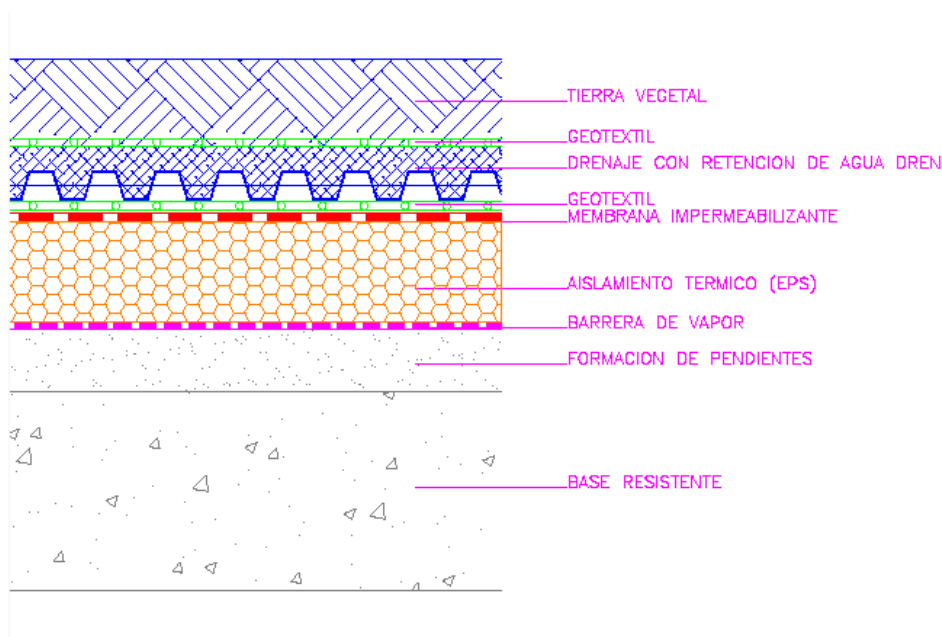 TIERRA VEGETAL
GEOTEXTIL
DRENAJE CON RETENCION DE AGUA DREN
GEOTEXTIL
MEMBRANA IMPERMEABILIZANTE
AISLAMIENTO TERMICO (EPS)
BARRERA DE VAPOR
FORMACION DE PENDIENTES
BASE RESISTENTE